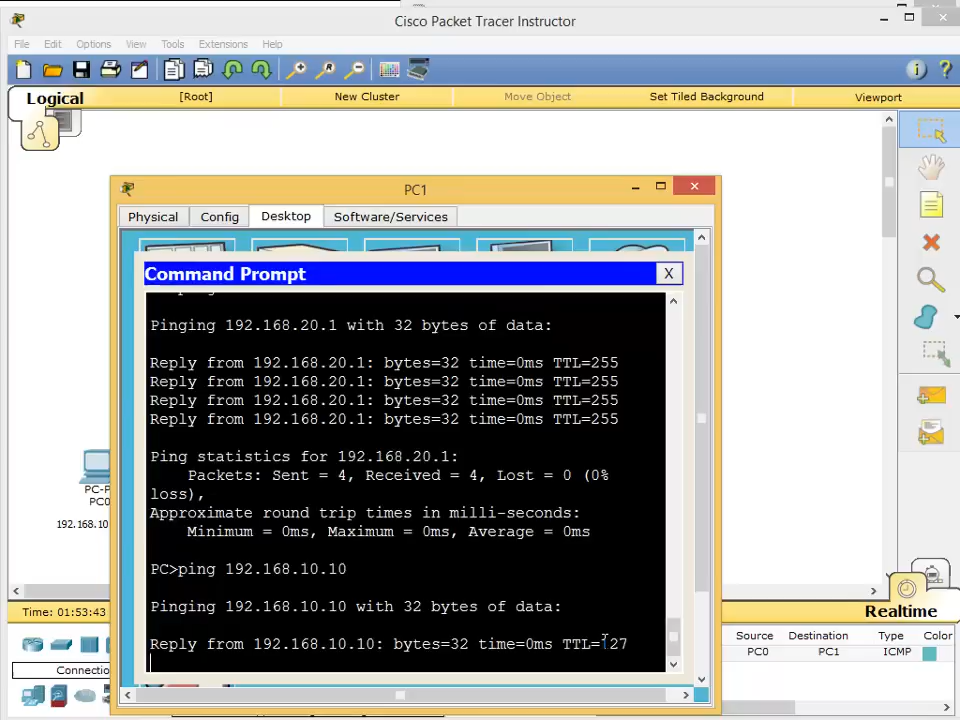 Cisco Packet Tracer Instructor
File Edit Options View Tools Extensions Help
Logical [Root] New Cluster Move Object Set Tiled Background Viewport
PC1
Physical Config Desktop Software/Services
Command Prompt X
Pinging 192.168.20.1 with 32 bytes of data:
Reply from 192.168.20.1: bytes=32 time=0ms TTL=255
Reply from 192.168.20.1: bytes=32 time=0ms TTL=255
Reply from 192.168.20.1: bytes=32 time=0ms TTL=255
Reply from 192.168.20.1: bytes=32 time=0ms TTL=255
Ping statistics for 192.168.20.1:
Packets: Sent = 4, Received = 4, Lost = 0 (0%
loss),
Approximate round trip times in milli-seconds:
Minimum = 0ms, Maximum = 0ms, Average = 0ms
PC>ping 192.168.10.10
Pinging 192.168.10.10 with 32 bytes of data:
Reply from 192.168.10.10: bytes=32 time=0ms TTL=127
PC0
192.168.10
Time: 01:53:43 Realtime
Source Destination Type Color
PC0 PC1 ICMP
Connectio